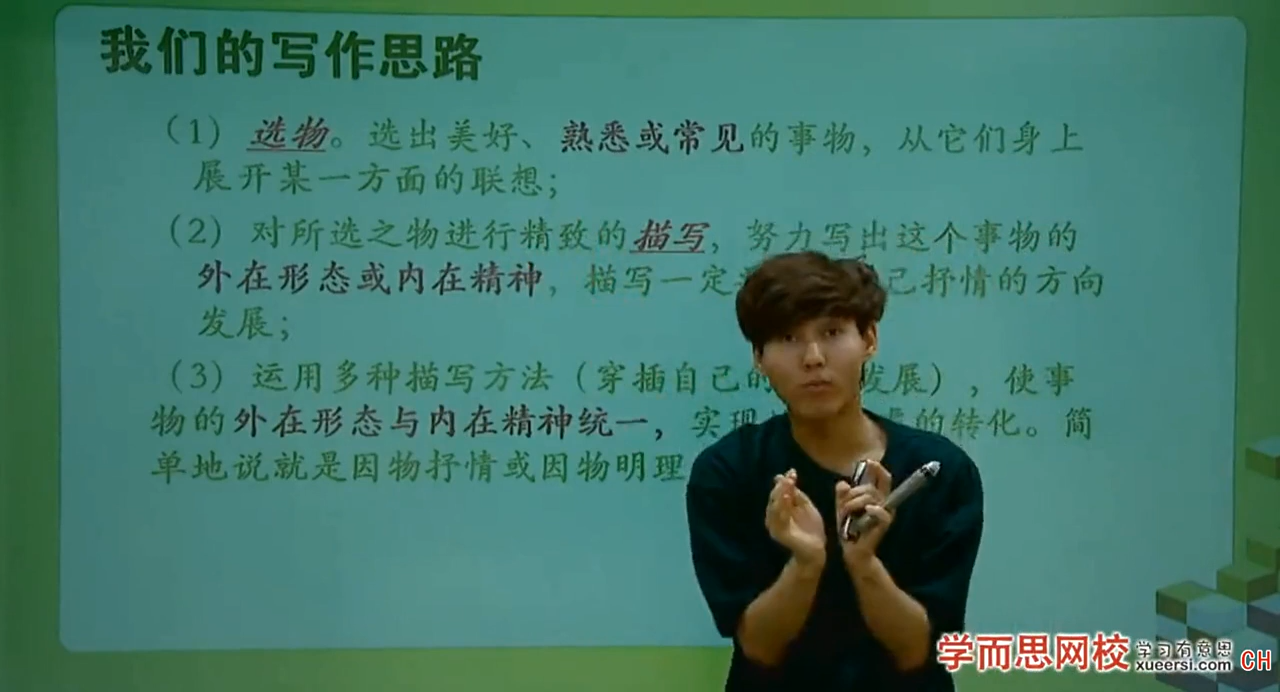 我们的写作思路
（1）选物。选出美好、熟悉或常见的事物，从它们身上
展开某一方面的联想；
（2）对所选之物进行精致的描写，努力写出这个事物的
外在形态或内在精神，描写一定 己抒情的方向
发展；
（3）运用多种描写方法（穿插自己的 发展），使事
物的外在形态与内在精神统一，实现 的转化。简
单地说就是因物抒情或因物明理
学而思网校 学习有意思
xueersi.com CH